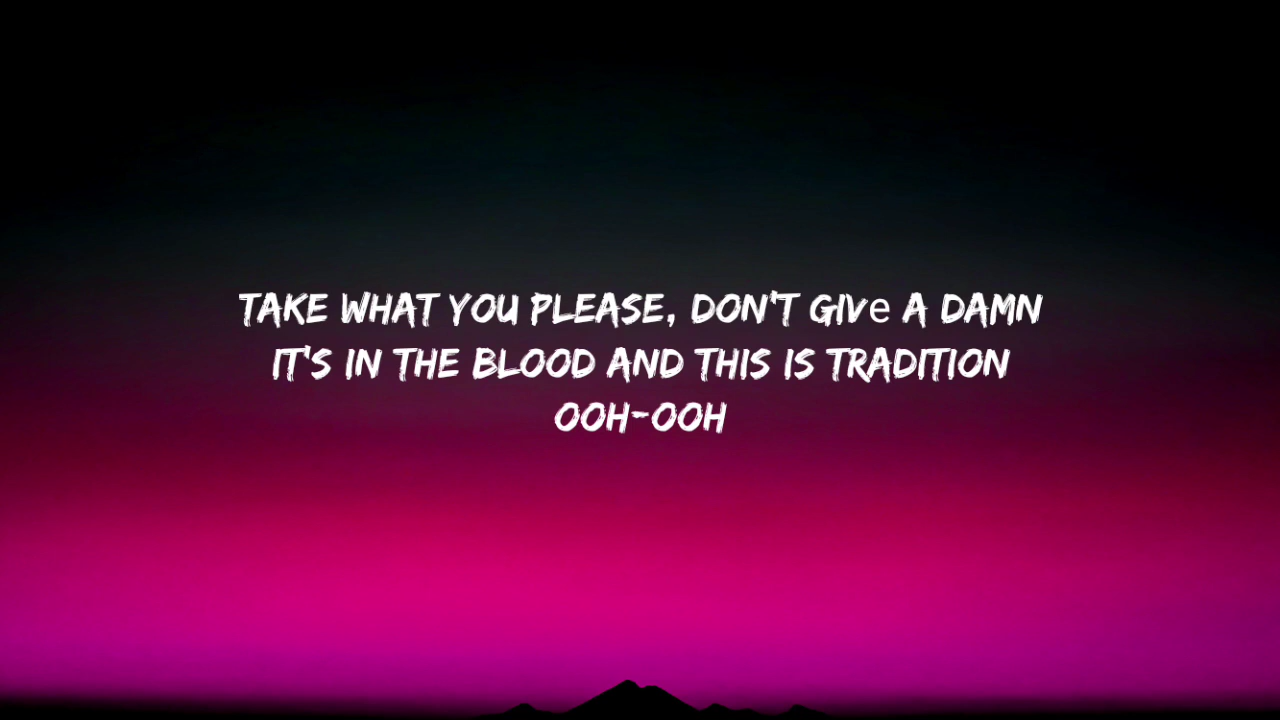 TAKE WHAT YOU PLEASE, DON'T GIVe A DAMN
IT'S IN THE BLOOD AND THIS IS TRADITION
OOH-OOH